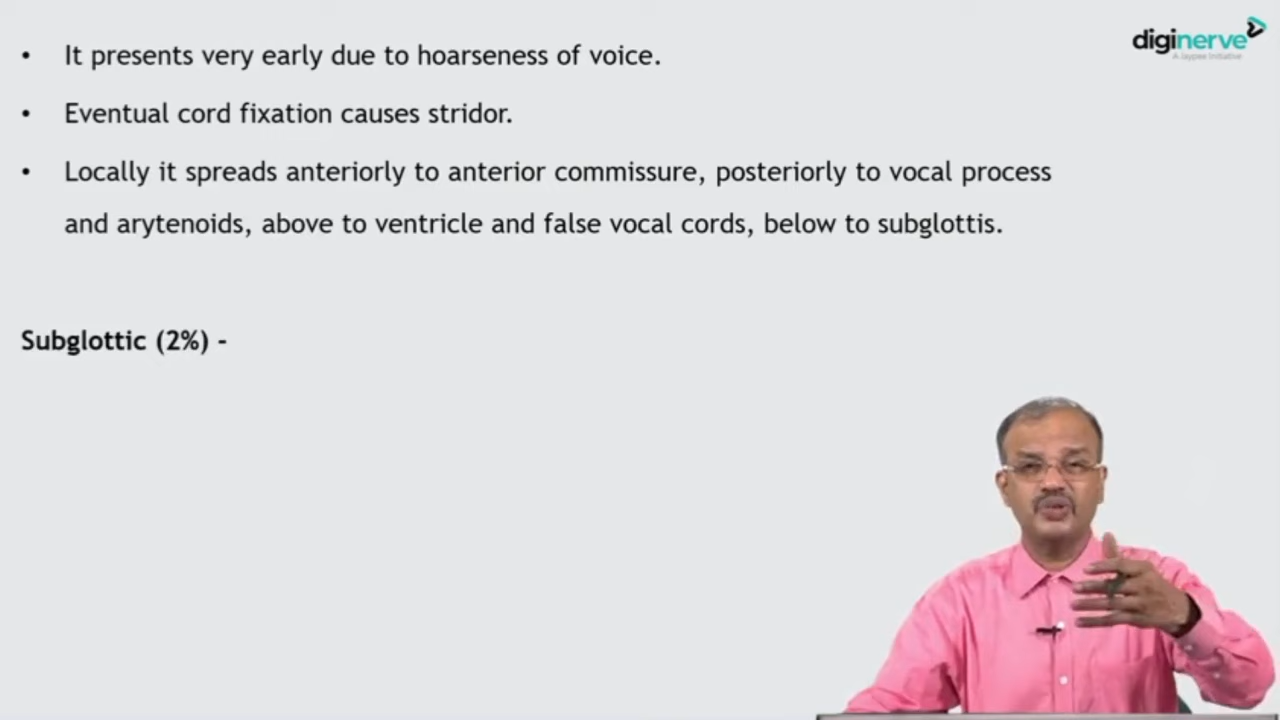 diginerve
A Jaypee Initiative
• It presents very early due to hoarseness of voice.
• Eventual cord fixation causes stridor.
• Locally it spreads anteriorly to anterior commissure, posteriorly to vocal process
and arytenoids, above to ventricle and false vocal cords, below to subglottis.
Subglottic (2%) -